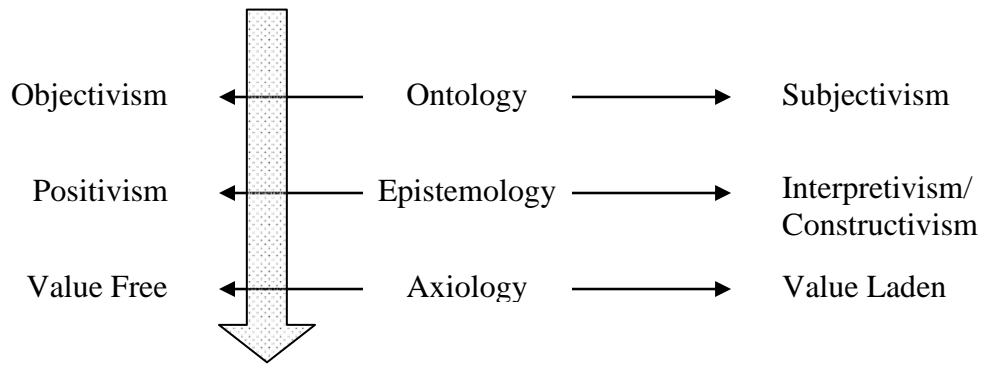 Objectivism Ontology Subjectivism
Positivism Epistemology Interpretivism/
Constructivism
Value Free Axiology Value Laden